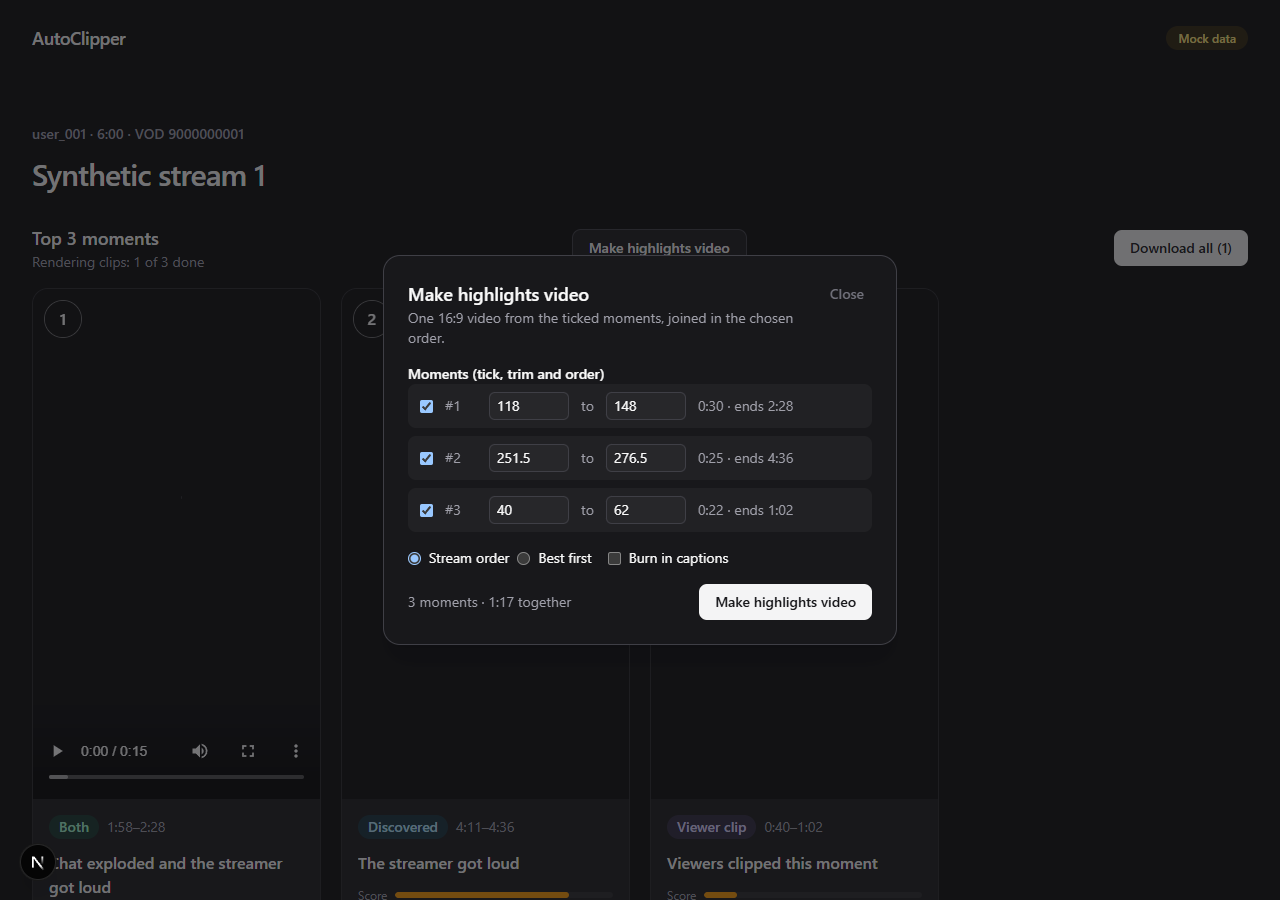 AutoClipper
Mock data
user_001 · 6:00 · VOD 9000000001
Synthetic stream 1
Top 3 moments
Rendering clips: 1 of 3 done
Make highlights video
Download all (1)
1
2
Make highlights video
Close
One 16:9 video from the ticked moments, joined in the chosen
order.
Moments (tick, trim and order)
#1 118 to 148 0:30 · ends 2:28
#2 251.5 to 276.5 0:25 · ends 4:36
#3 40 to 62 0:22 · ends 1:02
Stream order Best first Burn in captions
3 moments · 1:17 together
Make highlights video
0:00 / 0:15
Both 1:58–2:28
Chat exploded and the streamer
got loud
Discovered 4:11–4:36
The streamer got loud
Score
Viewer clip 0:40–1:02
Viewers clipped this moment
Score
N